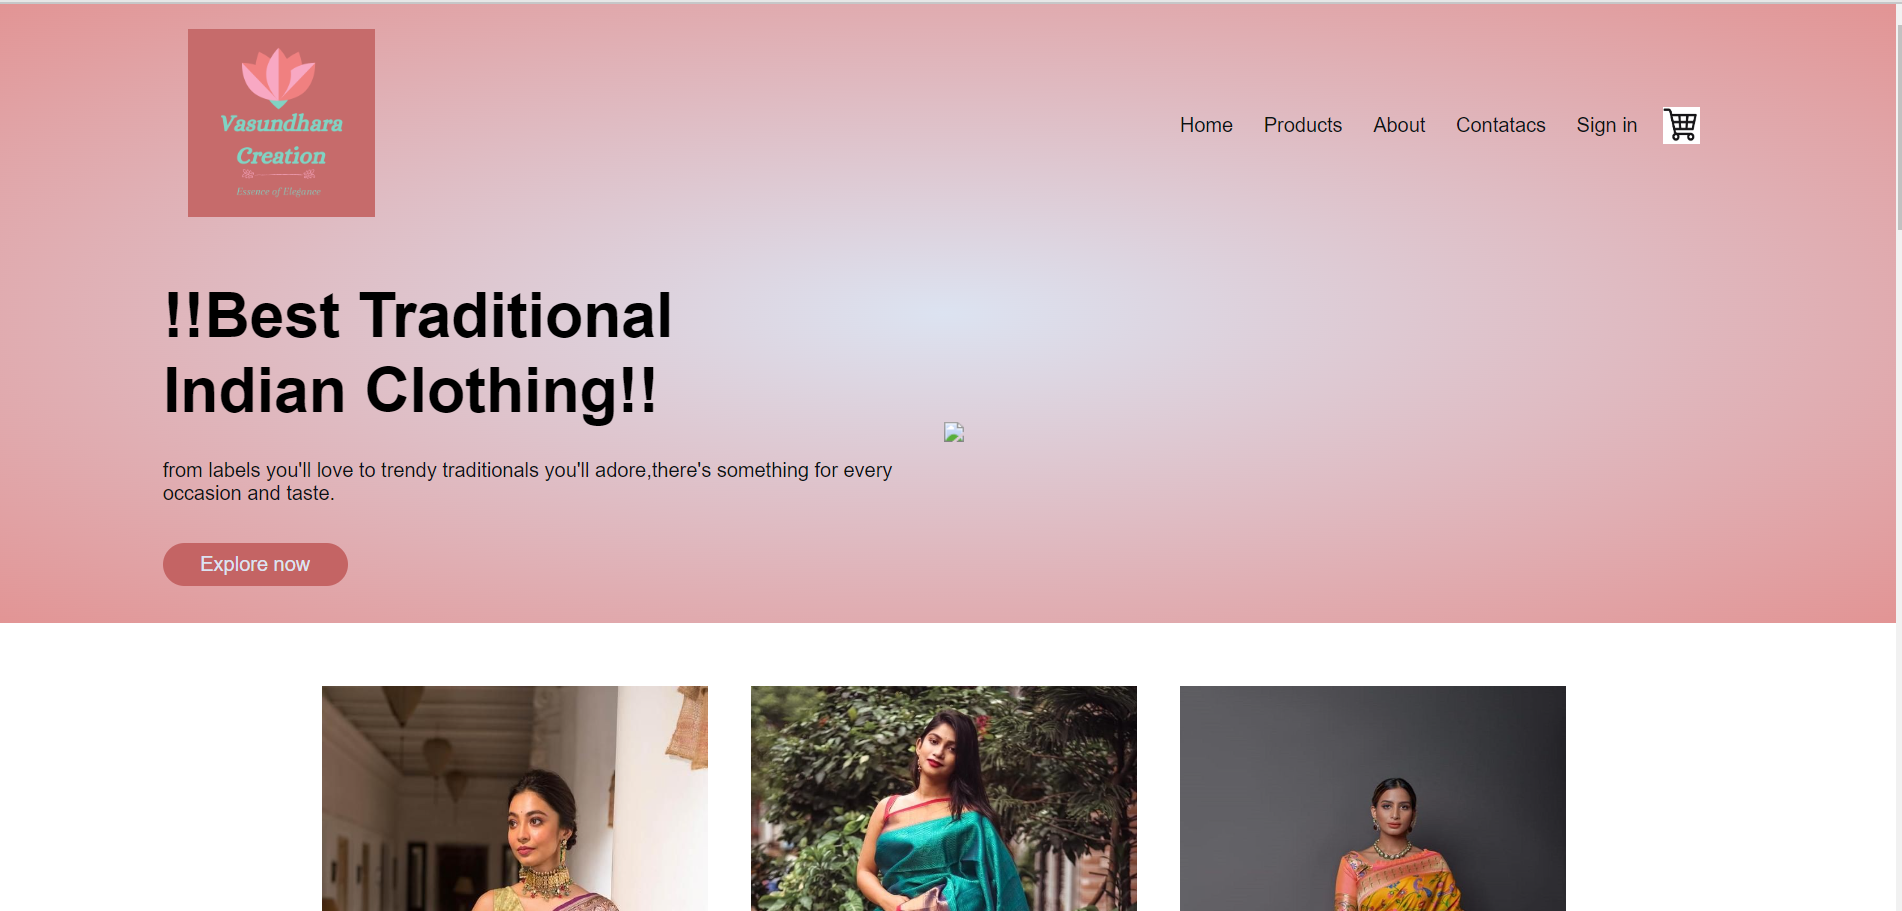 Vasundhara
Creation
Essence of Elegance
Home Products About Contatacs Sign in
!!Best Traditional
Indian Clothing!!
from labels you'll love to trendy traditionals you'll adore,there's something for every
occasion and taste.
Explore now